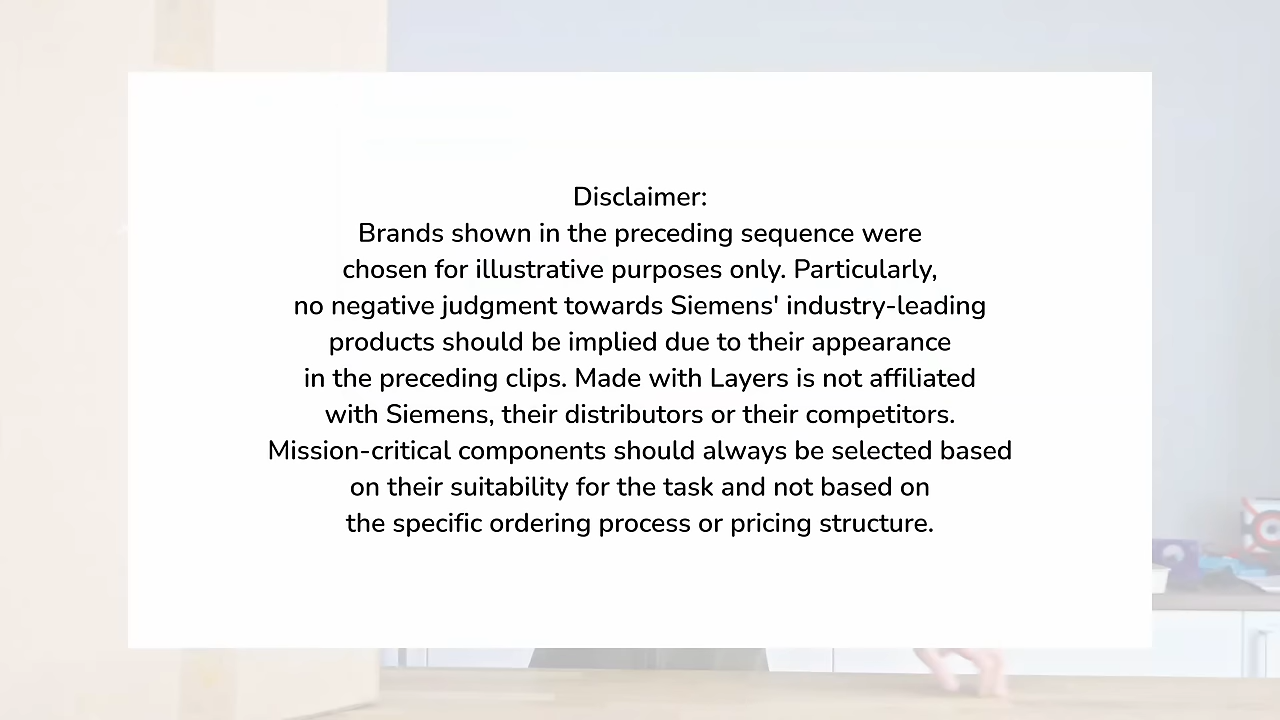 Disclaimer:
Brands shown in the preceding sequence were
chosen for illustrative purposes only. Particularly,
no negative judgment towards Siemens' industry-leading
products should be implied due to their appearance
in the preceding clips. Made with Layers is not affiliated
with Siemens, their distributors or their competitors.
Mission-critical components should always be selected based
on their suitability for the task and not based on
the specific ordering process or pricing structure.